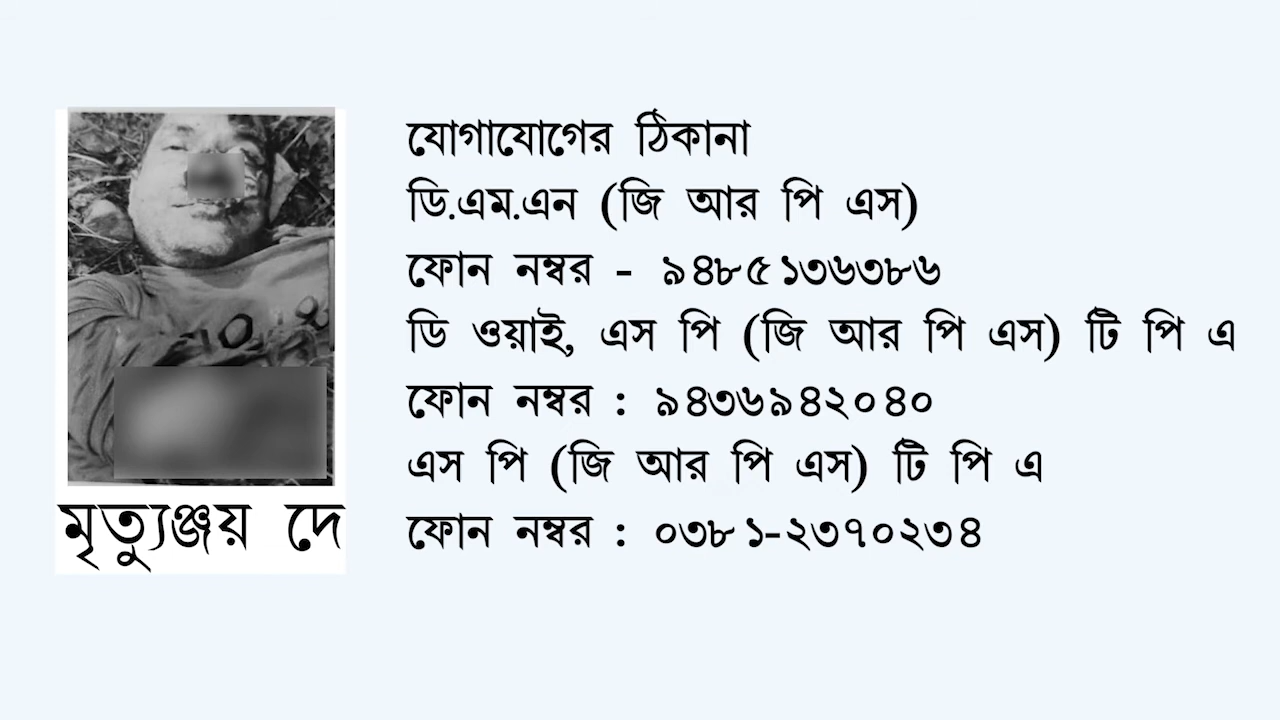 মৃত্যুঞ্জয় দে
যোগাযোগের ঠিকানা
ডি.এম.এন (জি আর পি এস)
ফোন নম্বর - ৯৪৮৫১৩৬৩৮৬
ডি ওয়াই, এস পি (জি আর পি এস) টি পি এ
ফোন নম্বর : ৯৪৩৬৯৪২০৪০
এস পি (জি আর পি এস) টি পি এ
ফোন নম্বর : ০৩৮১-২৩৭০২৩৪